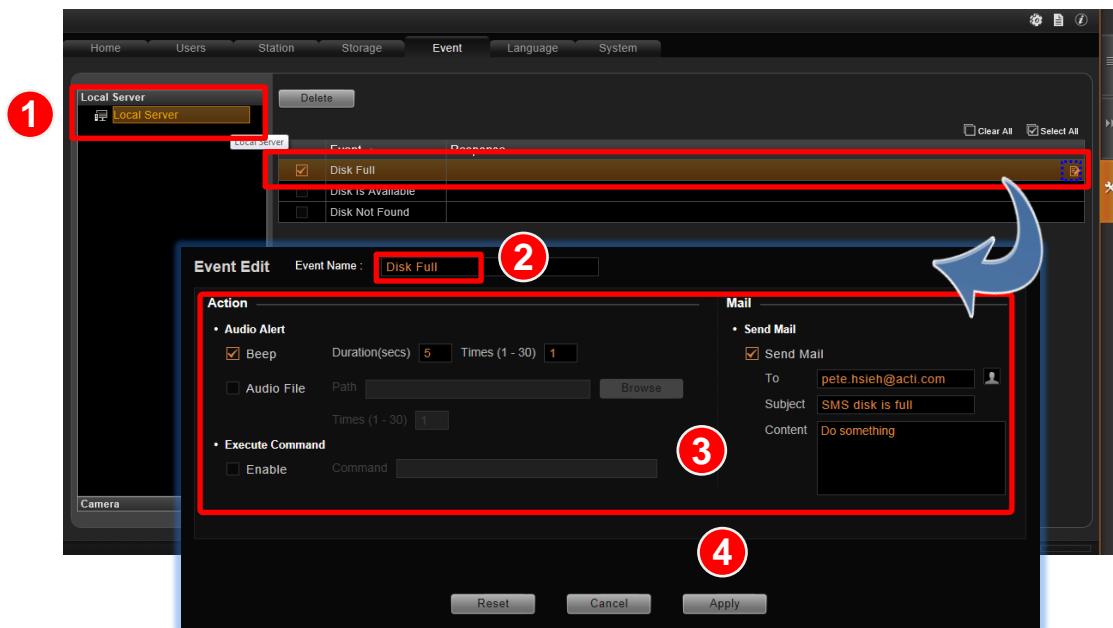 Home Users Station Storage Event Language System
1
Local Server
Local Server
Local Server
Delete
Clear All Select All
Event Response
Disk Full
Disk Is Available
Disk Not Found
2
Event Edit Event Name : Disk Full
Action
• Audio Alert
Beep Duration(secs) 5 Times (1 - 30) 1
Audio File Path Browse
Times (1 - 30) 1
• Execute Command
Enable Command
Mail
• Send Mail
Send Mail
To pete.hsieh@acti.com
Subject SMS disk is full
Content Do something
3
Camera
4
Reset Cancel Apply